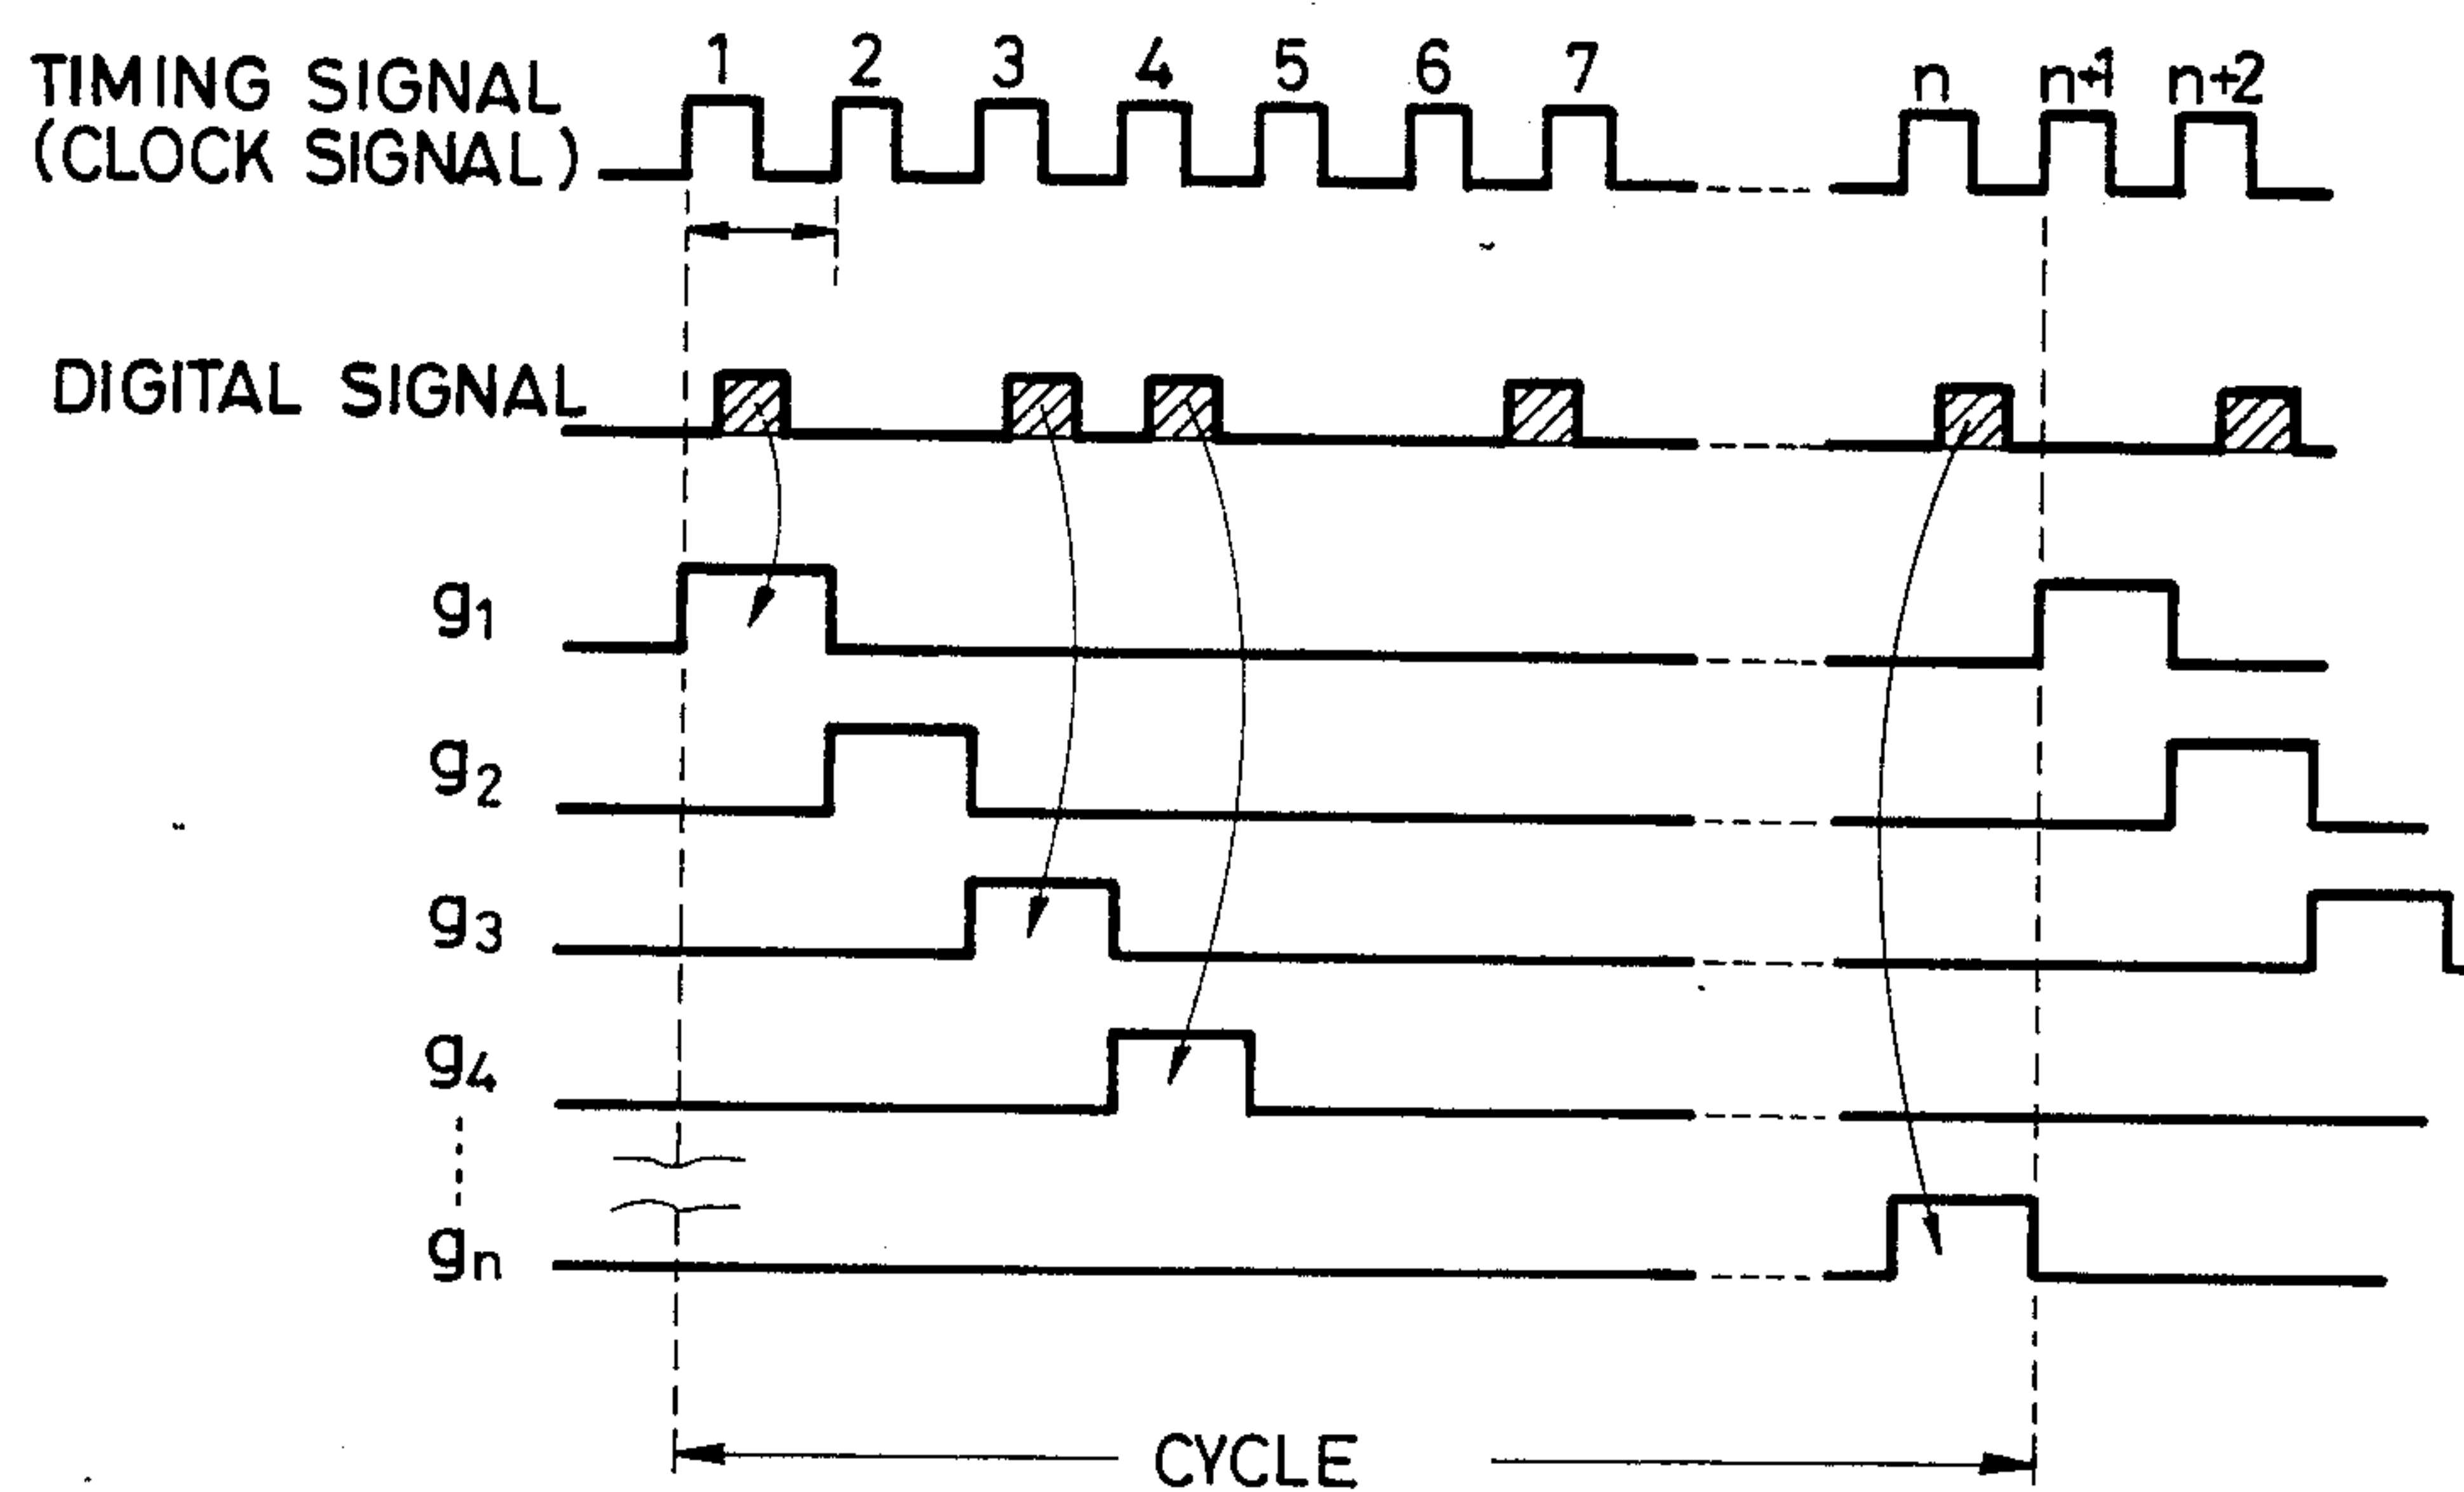 1 2 3 4 5 6 7 n n+1 n+2
TIMING SIGNAL
(CLOCK SIGNAL)
DIGITAL SIGNAL
g1
g2
g3
g4
gn
CYCLE